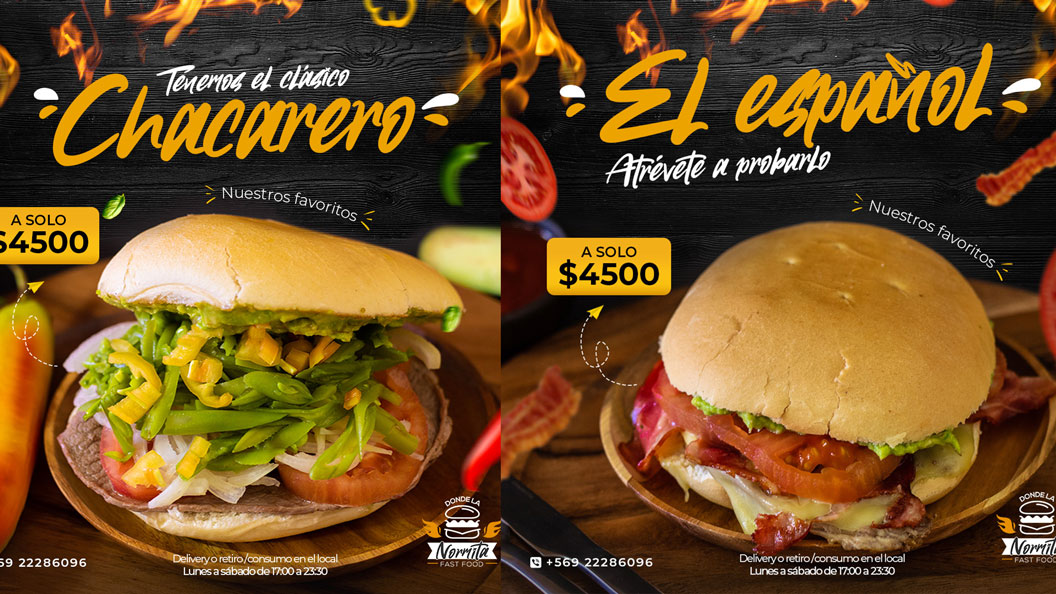 Tenemos el clásico
Chacarero
Nuestros favoritos
A SOLO
$4500
DONDE LA
Normita
FAST FOOD
69 22286096
Delivery o retiro / consumo en el local
Lunes a sábado de 17:00 a 23:30
El español
Atrévete a probarlo
Nuestros favoritos
A SOLO
$4500
DONDE LA
Normita
FAST FOOD
+569 22286096
Delivery o retiro / consumo en el local
Lunes a sábado de 17:00 a 23:30